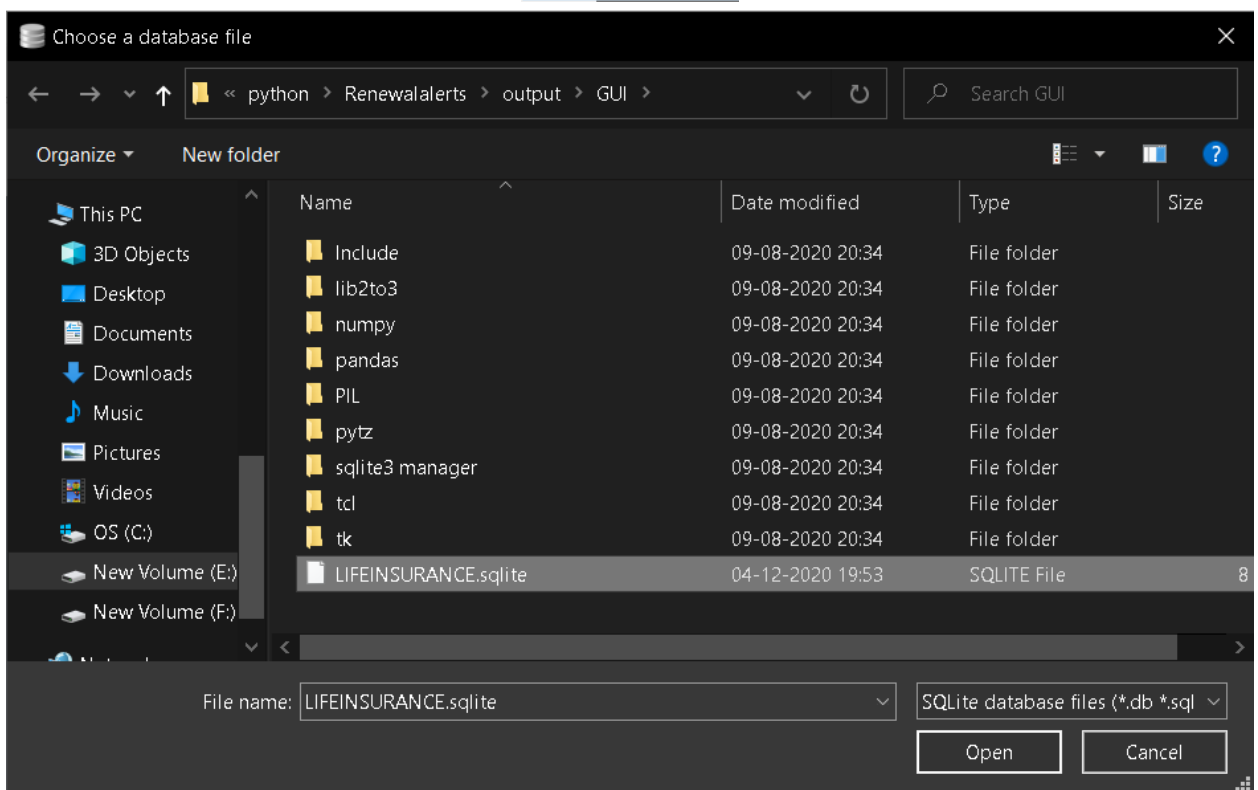 Choose a database file
« python > Renewalalerts > output > GUI >
Search GUI
Organize
New folder
Name Date modified Type Size
This PC
3D Objects
Desktop
Documents
Downloads
Music
Pictures
Videos
OS (C:)
New Volume (E:)
New Volume (F:)
Include 09-08-2020 20:34 File folder
lib2to3 09-08-2020 20:34 File folder
numpy 09-08-2020 20:34 File folder
pandas 09-08-2020 20:34 File folder
PIL 09-08-2020 20:34 File folder
pytz 09-08-2020 20:34 File folder
sqlite3 manager 09-08-2020 20:34 File folder
tcl 09-08-2020 20:34 File folder
tk 09-08-2020 20:34 File folder
LIFEINSURANCE.sqlite 04-12-2020 19:53 SQLITE File 8
File name: LIFEINSURANCE.sqlite
SQLite database files (*.db *.sql
Open Cancel